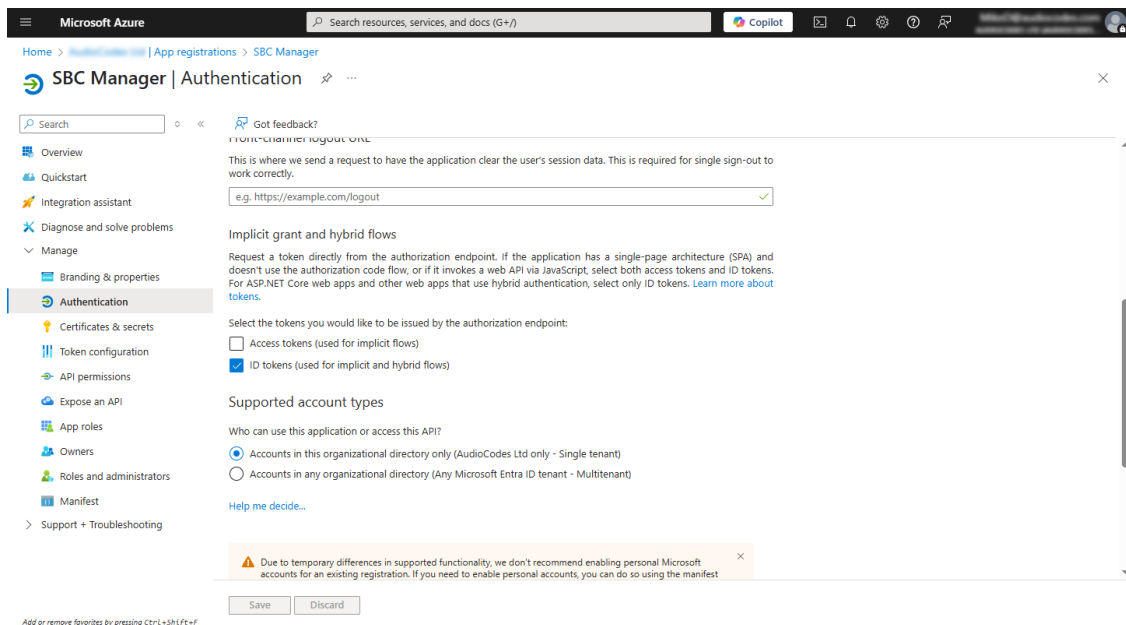 Microsoft Azure
Search resources, services, and docs (G+/)
Copilot
Home > | App registrations > SBC Manager
SBC Manager | Authentication
Search
Got feedback?
Overview
Quickstart
Integration assistant
Diagnose and solve problems
Manage
Branding & properties
Authentication
Certificates & secrets
Token configuration
API permissions
Expose an API
App roles
Owners
Roles and administrators
Manifest
Support + Troubleshooting
Add or remove favorites by pressing Ctrl+Shift+F
Front-channel logout URL
This is where we send a request to have the application clear the user's session data. This is required for single sign-out to
work correctly.
e.g. https://example.com/logout
Implicit grant and hybrid flows
Request a token directly from the authorization endpoint. If the application has a single-page architecture (SPA) and
doesn't use the authorization code flow, or if it invokes a web API via JavaScript, select both access tokens and ID tokens.
For ASP.NET Core web apps and other web apps that use hybrid authentication, select only ID tokens. Learn more about
tokens.
Select the tokens you would like to be issued by the authorization endpoint:
Access tokens (used for implicit flows)
ID tokens (used for implicit and hybrid flows)
Supported account types
Who can use this application or access this API?
Accounts in this organizational directory only (AudioCodes Ltd only - Single tenant)
Accounts in any organizational directory (Any Microsoft Entra ID tenant - Multitenant)
Help me decide...
Due to temporary differences in supported functionality, we don't recommend enabling personal Microsoft
accounts for an existing registration. If you need to enable personal accounts, you can do so using the manifest
Save
Discard